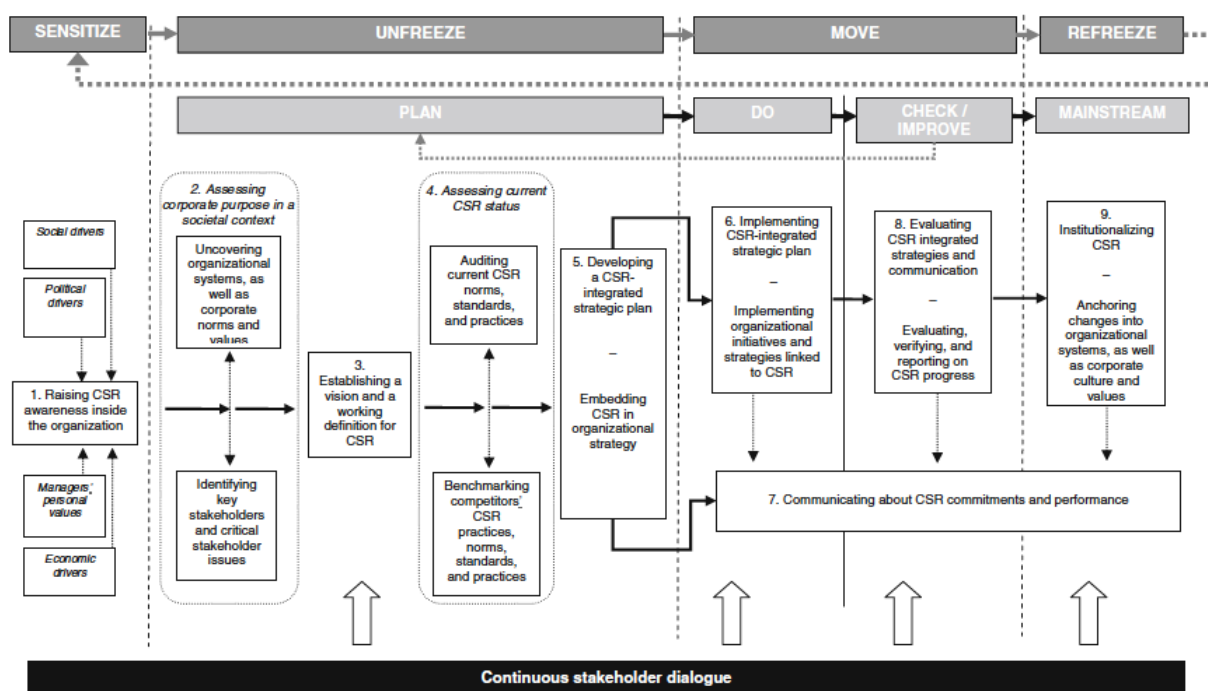 SENSITIZE
UNFREEZE
MOVE
REFREEZE
PLAN
DO
CHECK /
IMPROVE
MAINSTREAM
Social drivers
Political
drivers
1. Raising CSR
awareness inside
the organization
Managers'
personal
values
Economic
drivers
2. Assessing
corporate purpose in a
societal context
Uncovering
organizational
systems, as
well as
corporate
norms and
values
Identifying
key
stakeholders
and critical
stakeholder
issues
3.
Establishing a
vision and a
working
definition for
CSR
4. Assessing current
CSR status
Auditing
current CSR
norms,
standards,
and practices
Benchmarking
competitors'
CSR
practices,
norms,
standards,
and practices
5. Developing
a CSR-
integrated
strategic plan
–
Embedding
CSR in
organizational
strategy
6. Implementing
CSR-integrated
strategic plan
–
Implementing
organizational
initiatives and
strategies linked
to CSR
8. Evaluating
CSR integrated
strategies and
communication
–
Evaluating,
verifying, and
reporting on
CSR progress
9.
Institutionalizing
CSR
–
Anchoring
changes into
organizational
systems, as well
as corporate
culture and
values
7. Communicating about CSR commitments and performance
Continuous stakeholder dialogue